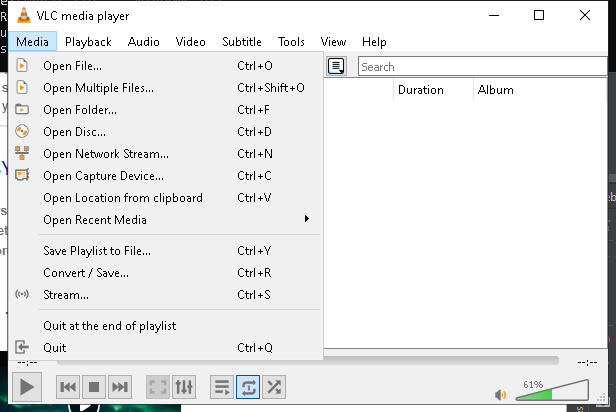 VLC media player
Media Playback Audio Video Subtitle Tools View Help
Open File... Ctrl+O
Open Multiple Files... Ctrl+Shift+O
Open Folder... Ctrl+F
Open Disc... Ctrl+D
Open Network Stream... Ctrl+N
Open Capture Device... Ctrl+C
Open Location from clipboard Ctrl+V
Open Recent Media
Save Playlist to File... Ctrl+Y
Convert / Save... Ctrl+R
Stream... Ctrl+S
Quit at the end of playlist
Quit Ctrl+Q
Search
Duration Album
--:-- --:--
61%